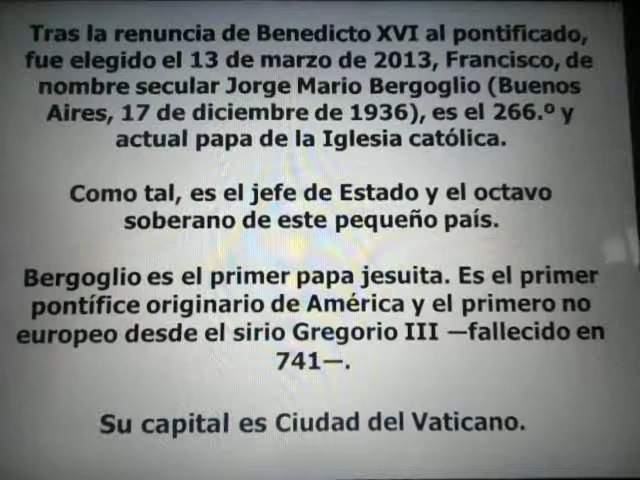 Tras la renuncia de Benedicto XVI al pontificado,
fue elegido el 13 de marzo de 2013, Francisco, de
nombre secular Jorge Mario Bergoglio (Buenos
Aires, 17 de diciembre de 1936), es el 266.º y
actual papa de la Iglesia católica.
Como tal, es el jefe de Estado y el octavo
soberano de este pequeño país.
Bergoglio es el primer papa jesuita. Es el primer
pontífice originario de América y el primero no
europeo desde el sirio Gregorio III —fallecido en
741—.
Su capital es Ciudad del Vaticano.